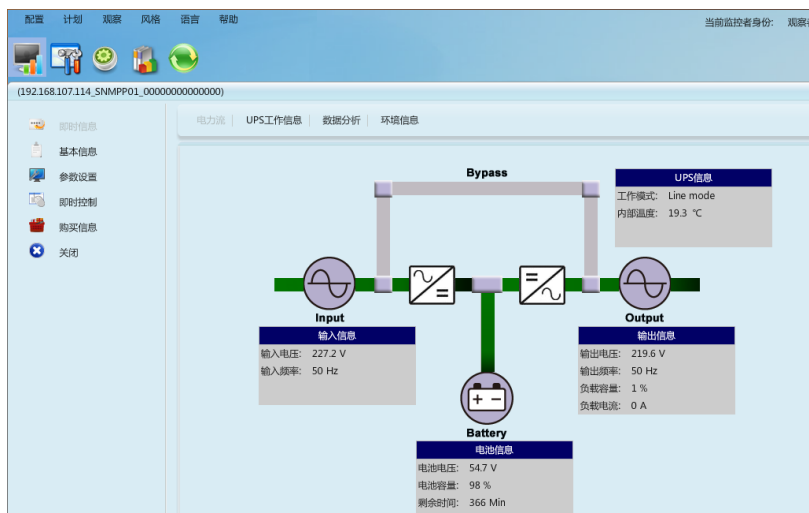 配置 计划 观察 风格 语言 帮助
当前监控者身份: 观察
(192.168.107.114_SNMPP01_00000000000000)
即时信息
基本信息
参数设置
即时控制
购买信息
关闭
电力流 | UPS工作信息 | 数据分析 | 环境信息
Bypass
UPS信息
工作模式: Line mode
内部温度: 19.3 ℃
Input
输入信息
输入电压: 227.2 V
输入频率: 50 Hz
Output
输出信息
输出电压: 219.6 V
输出频率: 50 Hz
负载容量: 1 %
负载电流: 0 A
Battery
电池信息
电池电压: 54.7 V
电池容量: 98 %
剩余时间: 366 Min